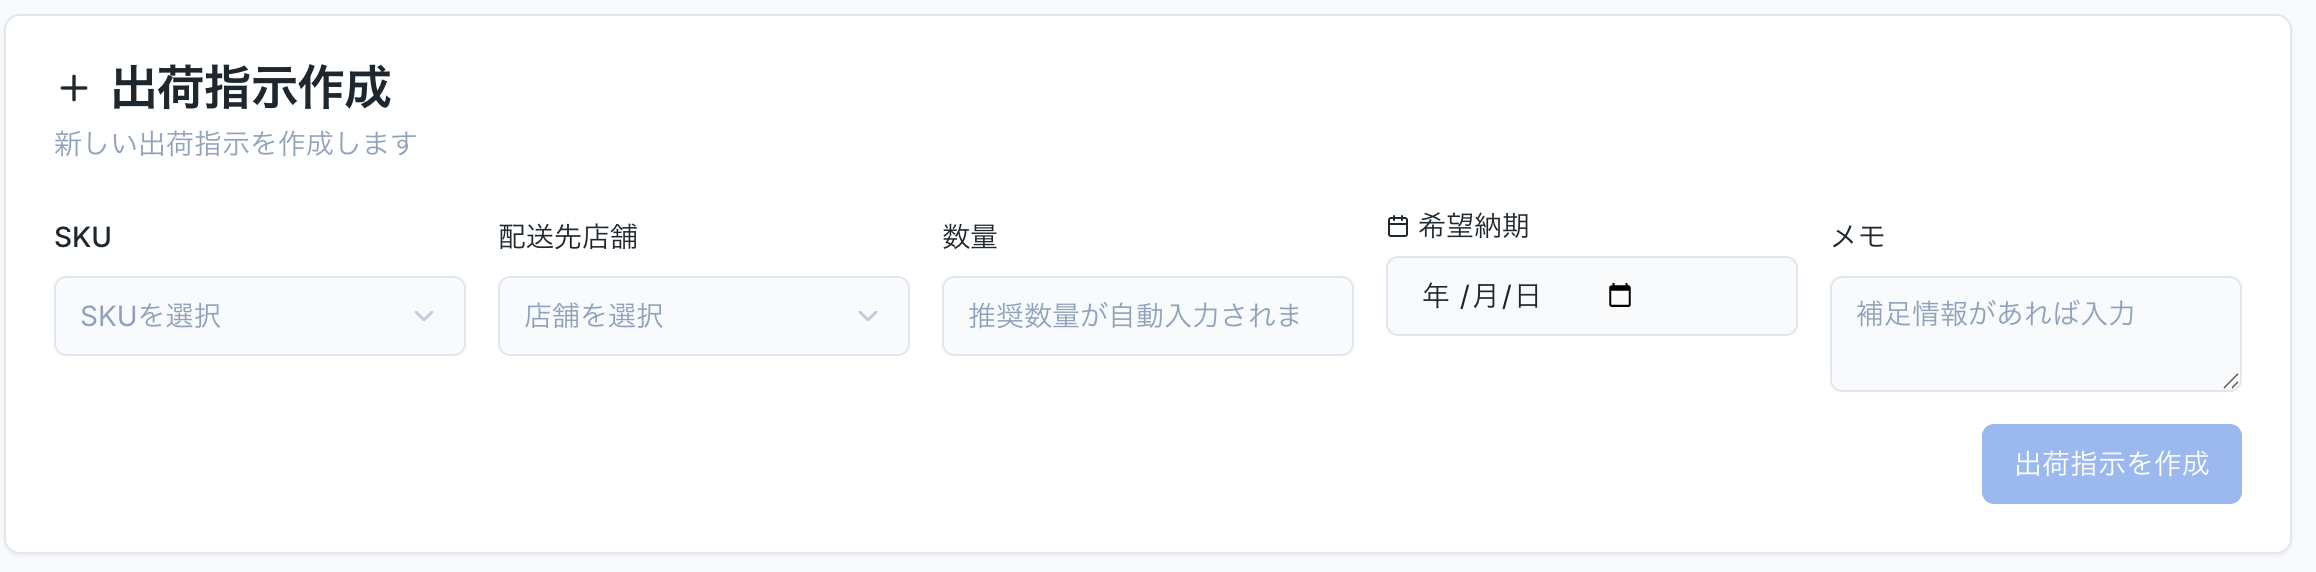 出荷指示作成
新しい出荷指示を作成します
SKU
SKUを選択
配送先店舗
店舗を選択
数量
推奨数量が自動入力されま
希望納期
年 /月/日
メモ
補足情報があれば入力
出荷指示を作成